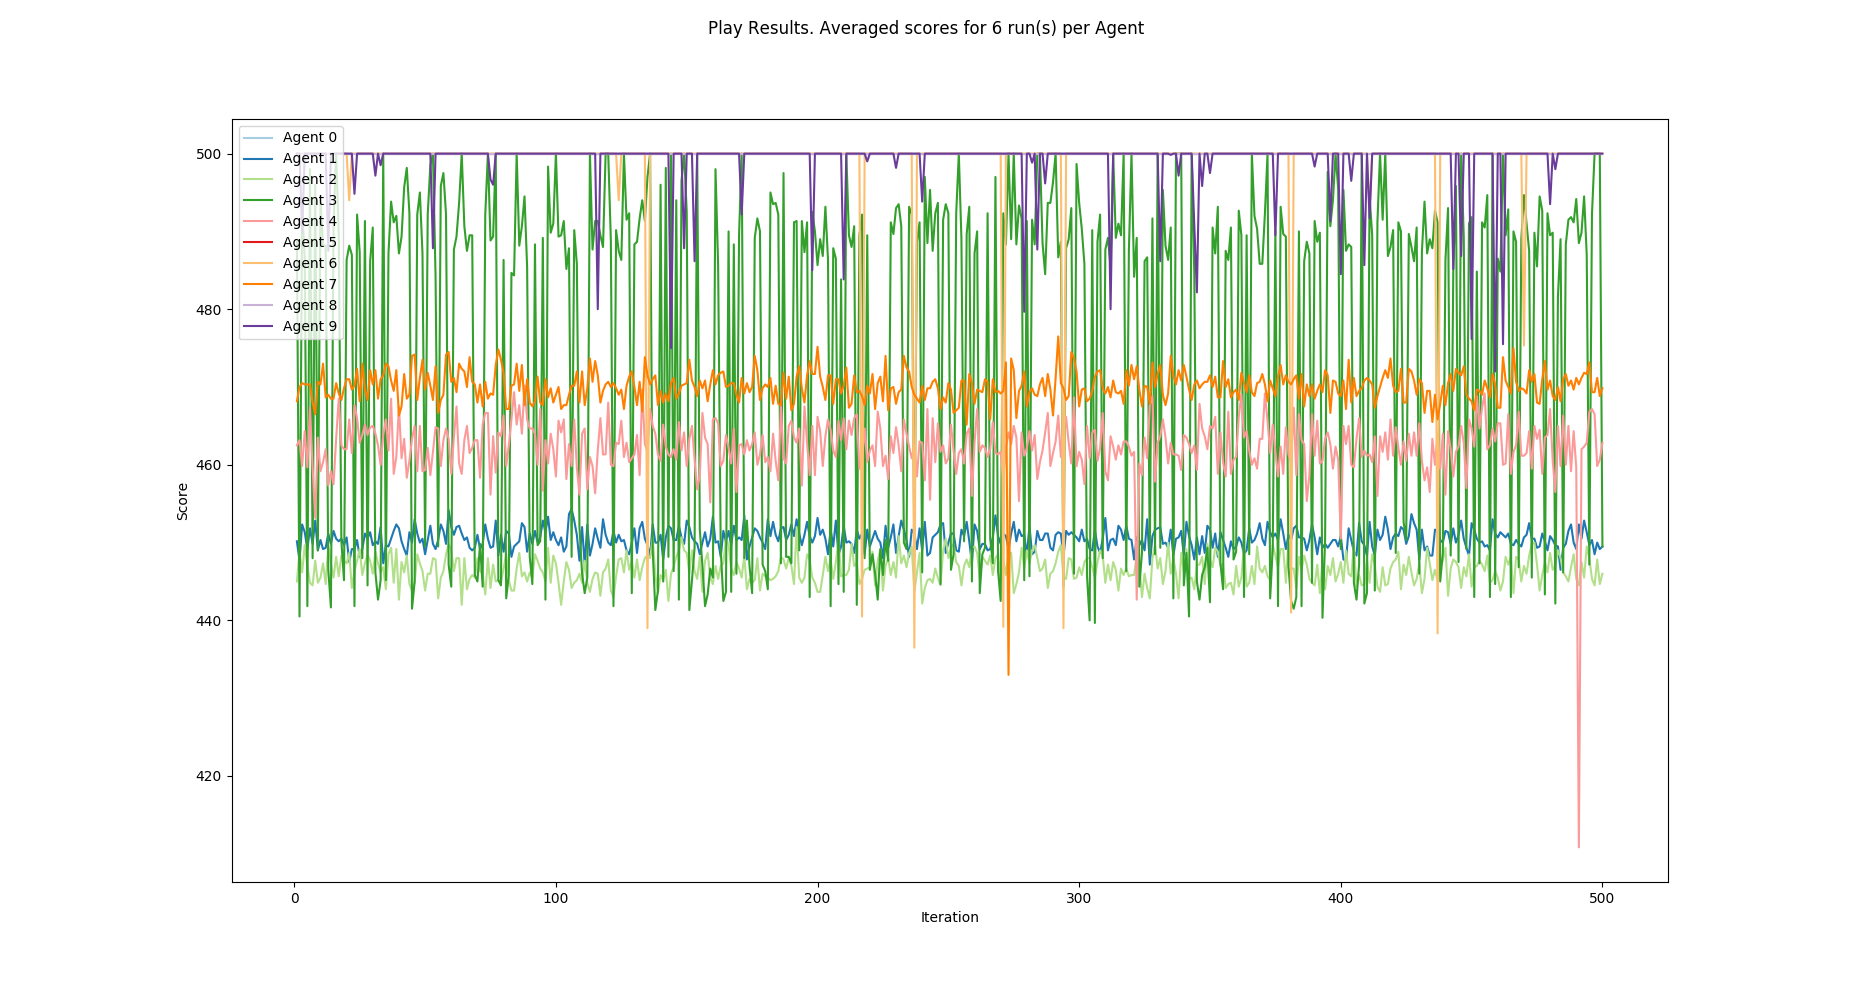 Play Results. Averaged scores for 6 run(s) per Agent
Agent 0
Agent 1
Agent 2
Agent 3
Agent 4
Agent 5
Agent 6
Agent 7
Agent 8
Agent 9
500
480
460
440
420
Score
0 100 200 300 400 500
Iteration